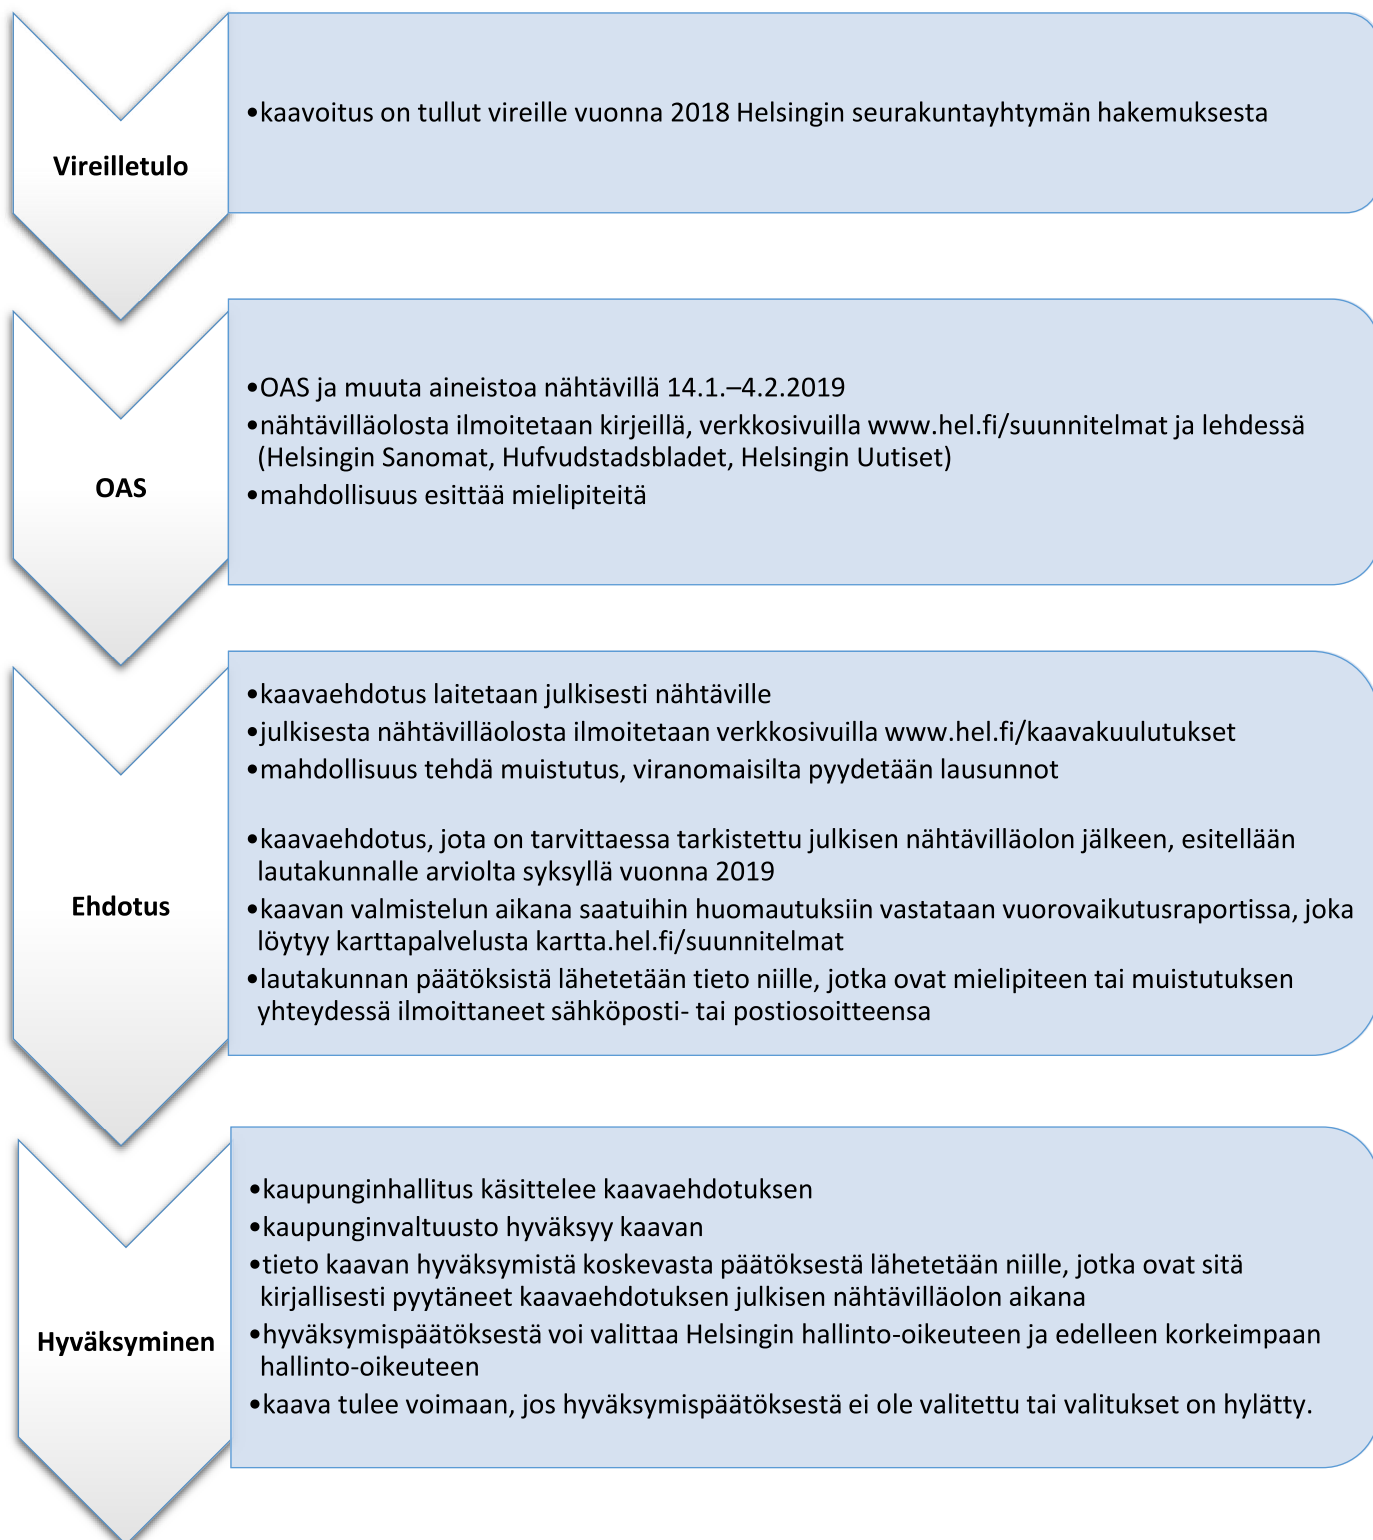 Vireilletulo
•kaavoitus on tullut vireille vuonna 2018 Helsingin seurakuntayhtymän hakemuksesta
OAS
•OAS ja muuta aineistoa nähtävillä 14.1.–4.2.2019
•nähtävilläolosta ilmoitetaan kirjeillä, verkkosivuilla www.hel.fi/suunnitelmat ja lehdessä
(Helsingin Sanomat, Hufvudstadsbladet, Helsingin Uutiset)
•mahdollisuus esittää mielipiteitä
Ehdotus
•kaavaehdotus laitetaan julkisesti nähtäville
•julkisesta nähtävilläolosta ilmoitetaan verkkosivuilla www.hel.fi/kaavakuulutukset
•mahdollisuus tehdä muistutus, viranomaisilta pyydetään lausunnot
•kaavaehdotus, jota on tarvittaessa tarkistettu julkisen nähtävilläolon jälkeen, esitellään
lautakunnalle arviolta syksyllä vuonna 2019
•kaavan valmistelun aikana saatuihin huomautuksiin vastataan vuorovaikutusraportissa, joka
löytyy karttapalvelusta kartta.hel.fi/suunnitelmat
•lautakunnan päätöksistä lähetetään tieto niille, jotka ovat mielipiteen tai muistutuksen
yhteydessä ilmoittaneet sähköposti- tai postiosoitteensa
Hyväksyminen
•kaupunginhallitus käsittelee kaavaehdotuksen
•kaupunginvaltuusto hyväksyy kaavan
•tieto kaavan hyväksymistä koskevasta päätöksestä lähetetään niille, jotka ovat sitä
kirjallisesti pyytäneet kaavaehdotuksen julkisen nähtävilläolon aikana
•hyväksymispäätöksestä voi valittaa Helsingin hallinto-oikeuteen ja edelleen korkeimpaan
hallinto-oikeuteen
•kaava tulee voimaan, jos hyväksymispäätöksestä ei ole valitettu tai valitukset on hylätty.